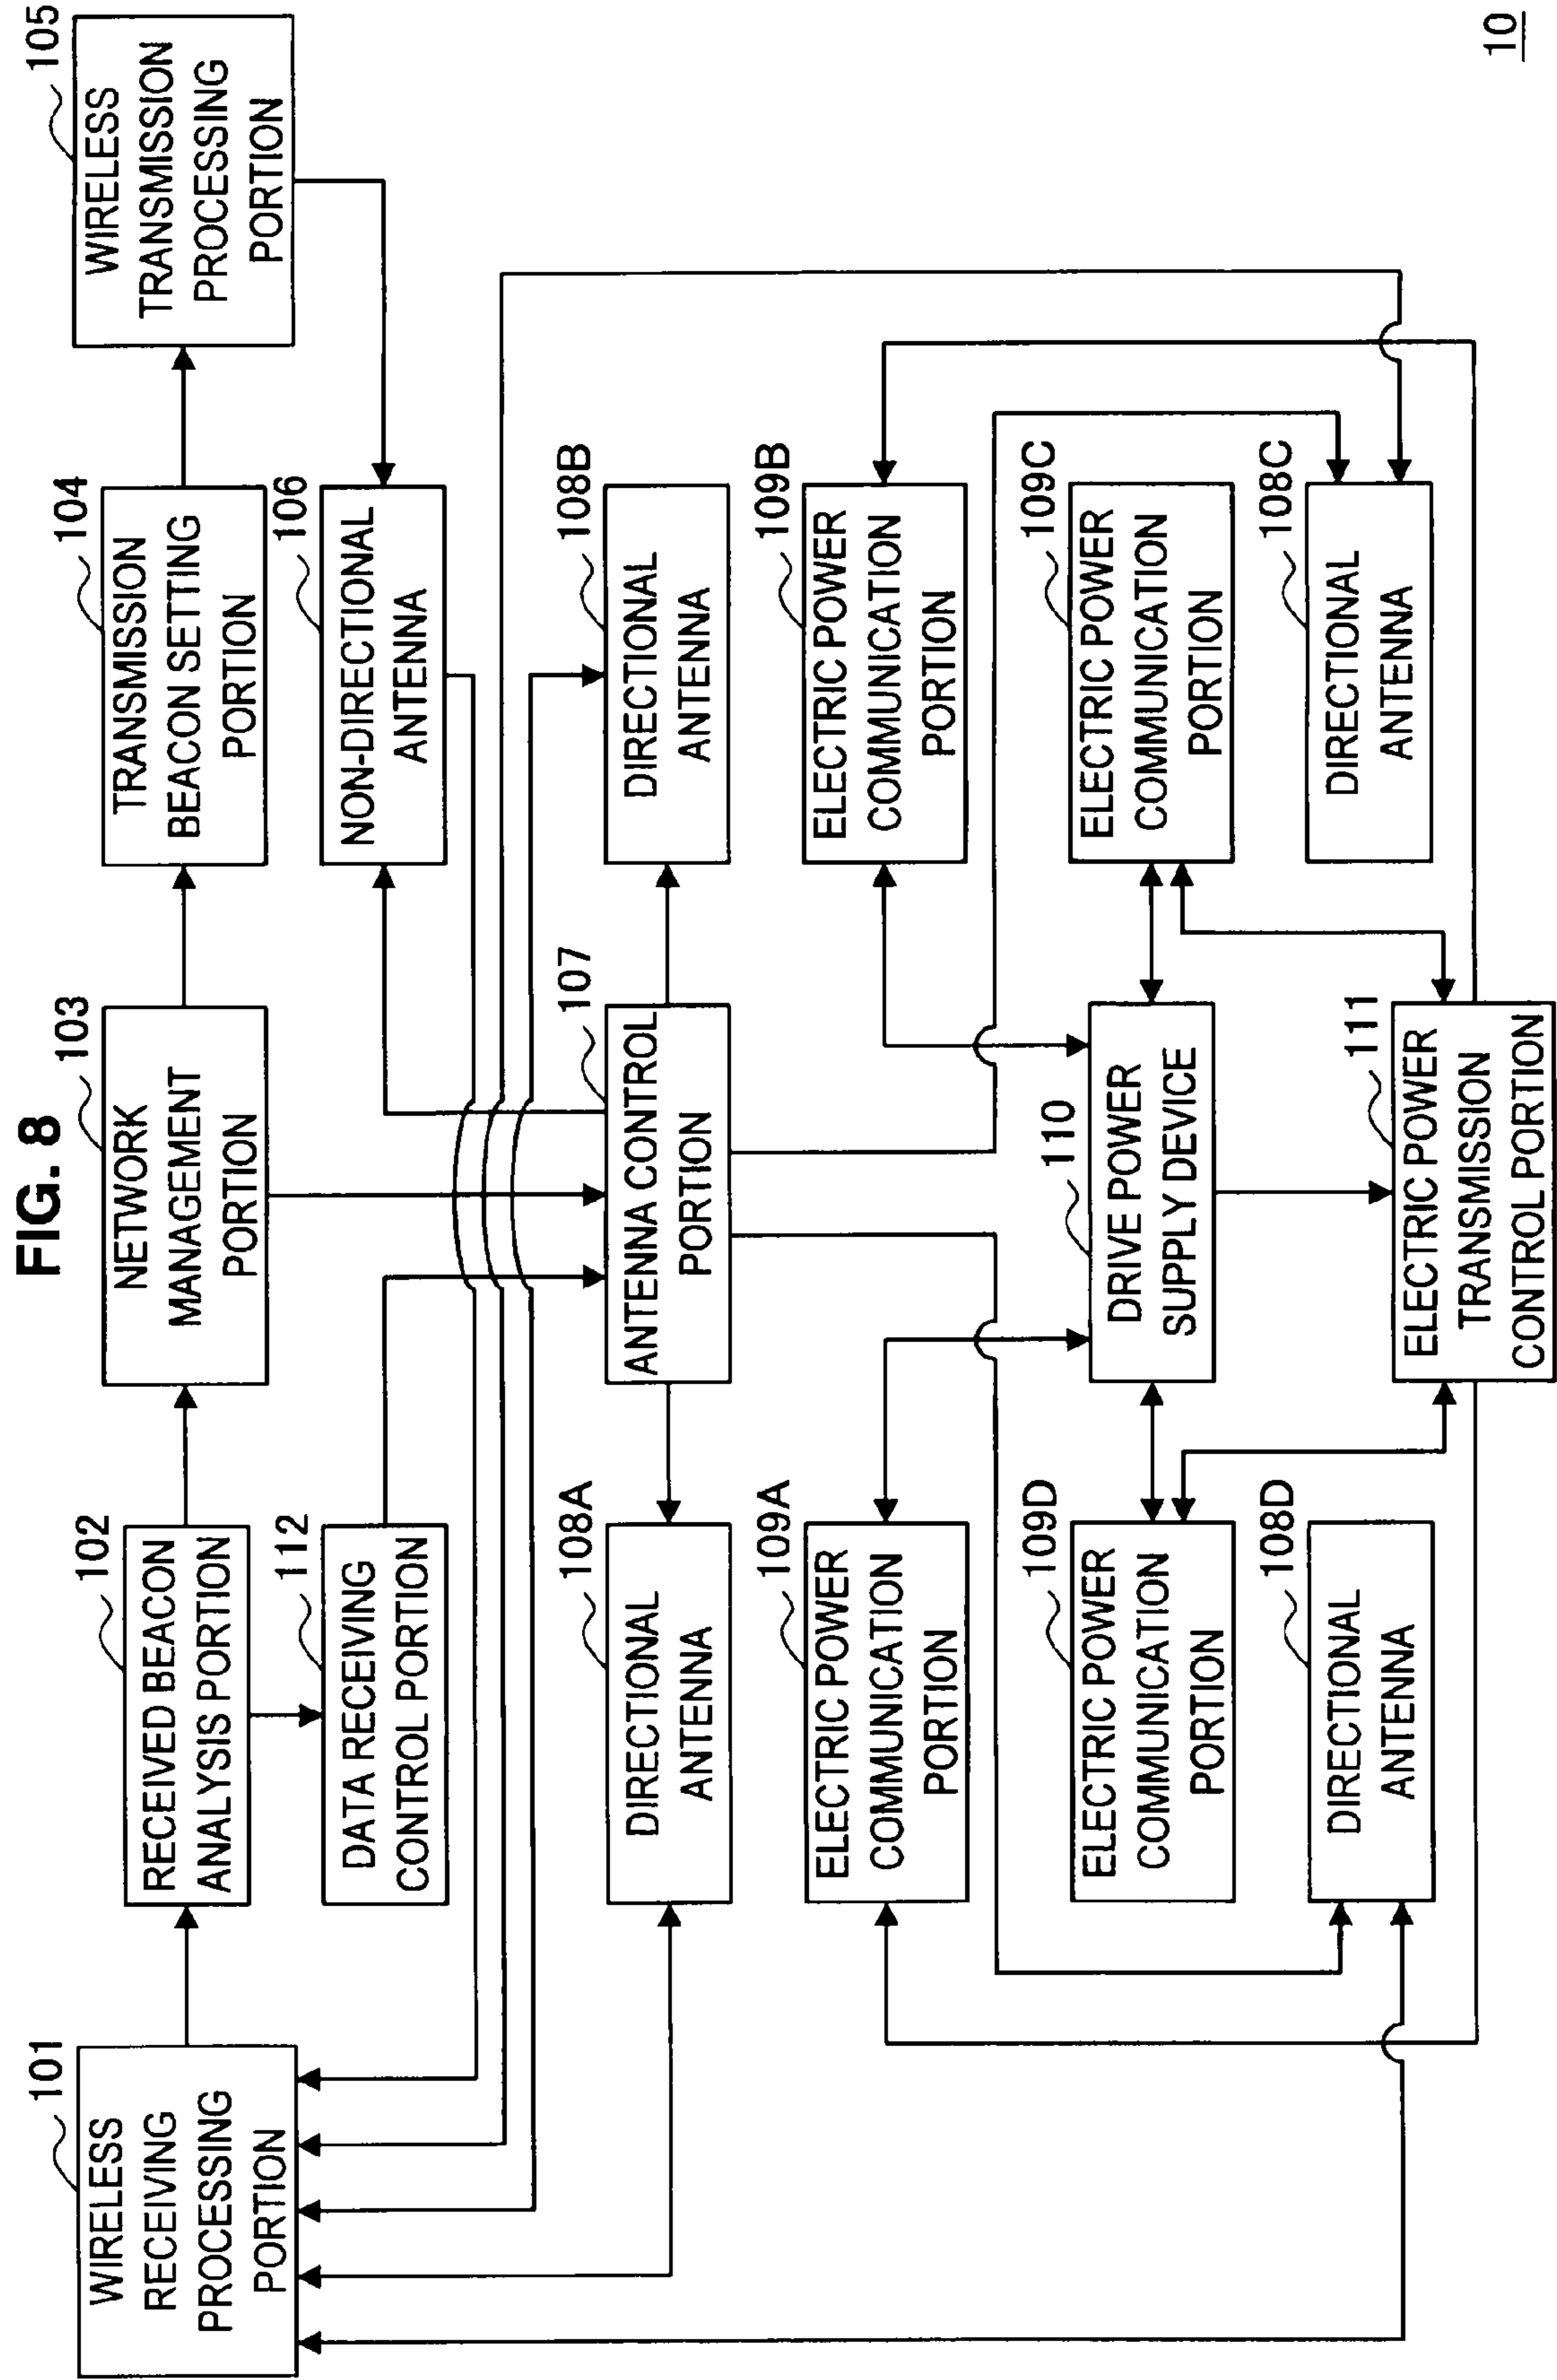 FIG. 8
101
WIRELESS
RECEIVING
PROCESSING
PORTION
102
RECEIVED BEACON
ANALYSIS PORTION
103
NETWORK
MANAGEMENT
PORTION
104
TRANSMISSION
BEACON SETTING
PORTION
105
WIRELESS
TRANSMISSION
PROCESSING
PORTION
112
DATA RECEIVING
CONTROL PORTION
106
NON-DIRECTIONAL
ANTENNA
108A
DIRECTIONAL
ANTENNA
107
ANTENNA CONTROL
PORTION
108B
DIRECTIONAL
ANTENNA
109A
ELECTRIC POWER
COMMUNICATION
PORTION
109B
ELECTRIC POWER
COMMUNICATION
PORTION
109D
ELECTRIC POWER
COMMUNICATION
PORTION
110
DRIVE POWER
SUPPLY DEVICE
109C
ELECTRIC POWER
COMMUNICATION
PORTION
108D
DIRECTIONAL
ANTENNA
111
ELECTRIC POWER
TRANSMISSION
CONTROL PORTION
108C
DIRECTIONAL
ANTENNA
10